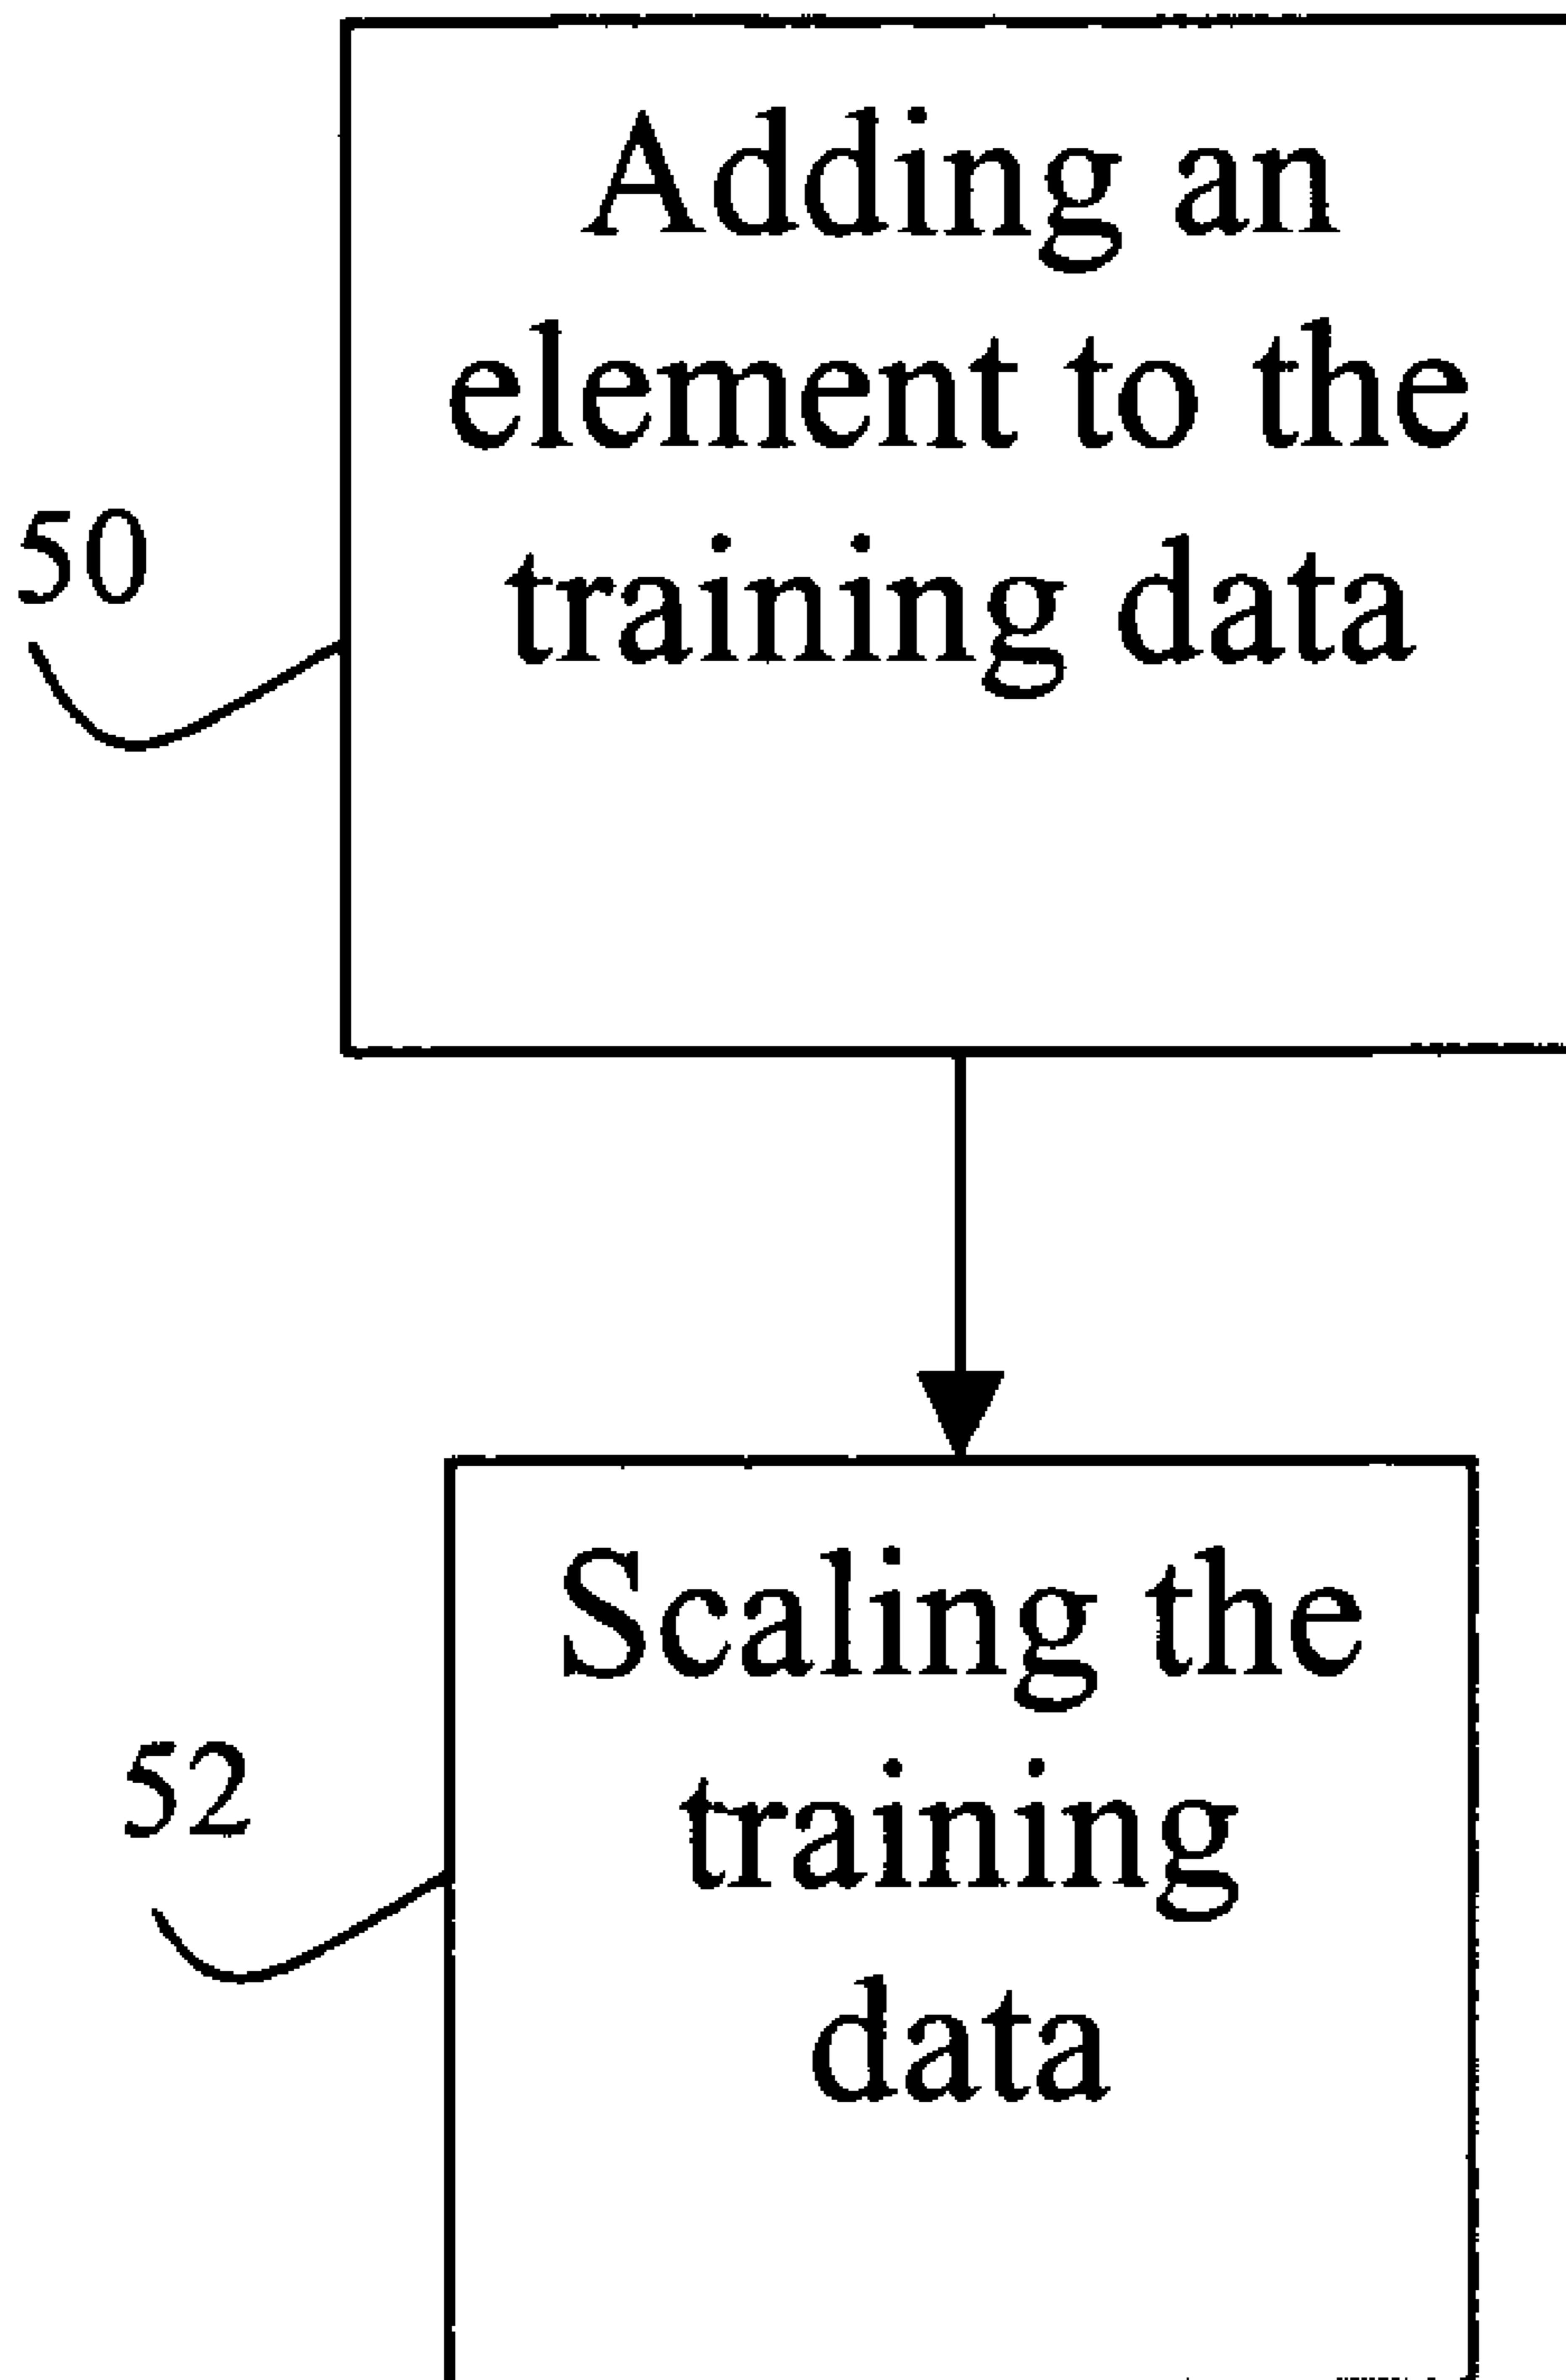 Adding an
element to the
training data
50
Scaling the
training
data
52